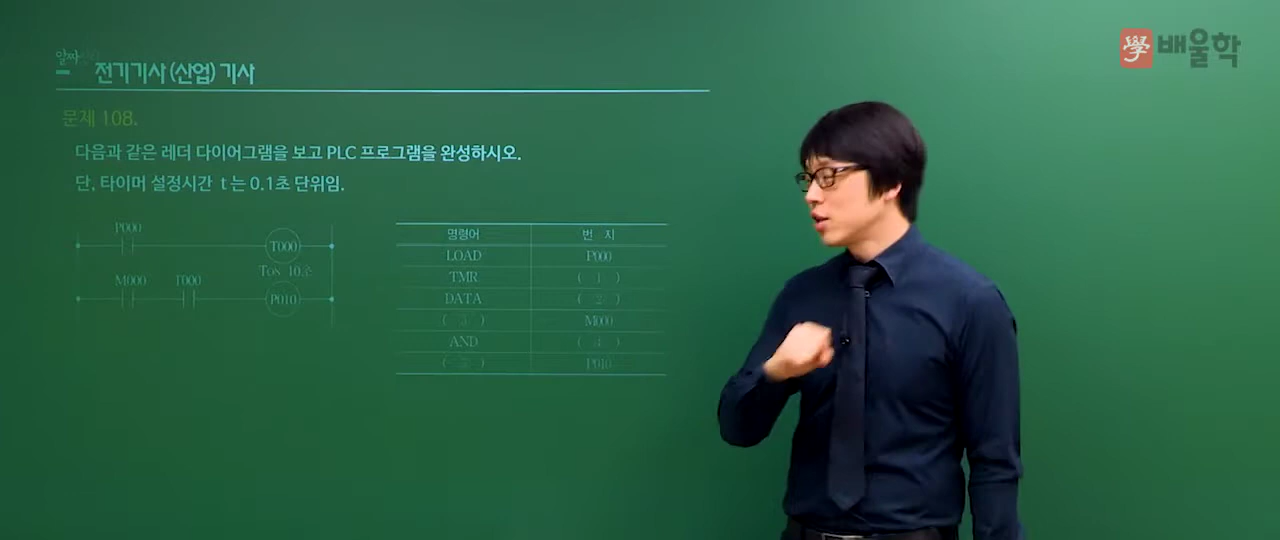 學 배울학
알짜
전기기사(산업) 기사
문제 108.
다음과 같은 레더 다이어그램을 보고 PLC 프로그램을 완성하시오.
단, 타이머 설정시간 t 는 0.1초 단위임.
P000
T000
Ton 10초
M000 T000
P010
명령어 번 지
LOAD P000
TMR ( 1 )
DATA ( 2 )
( 3 ) M000
AND ( 4 )
( 5 ) P010